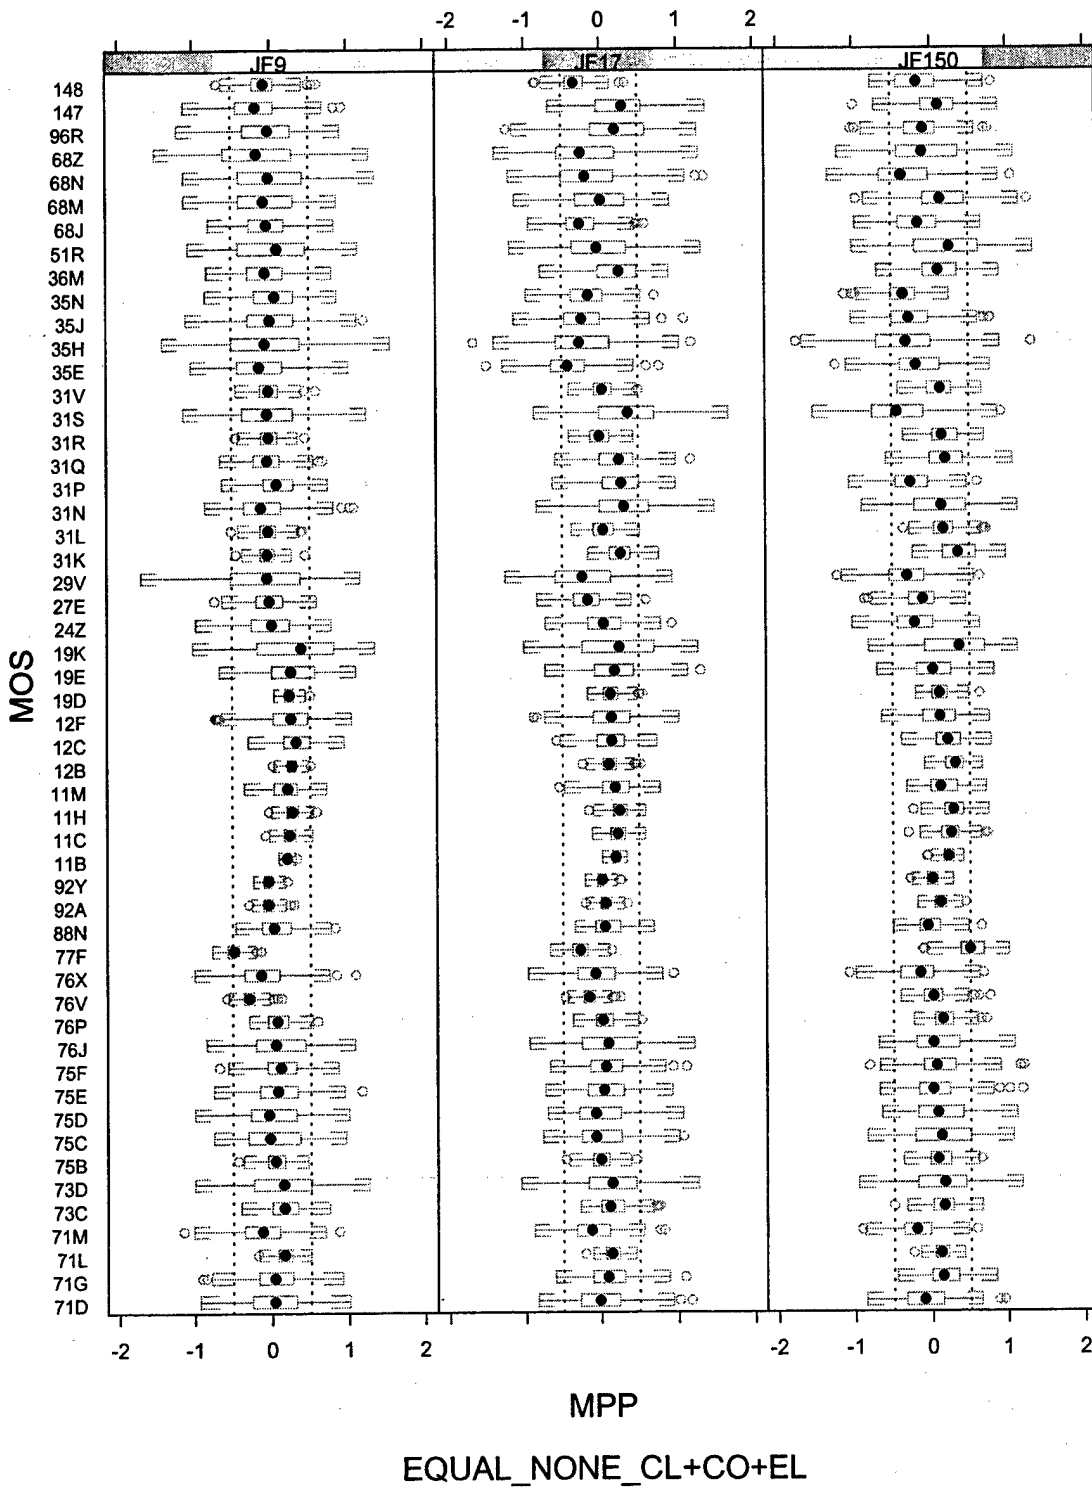 -2 -1 0 1 2
JF9 JF17 JF150
148
147
96R
68Z
68N
68M
68J
51R
36M
35N
35J
35H
35E
31V
31S
31R
31Q
31P
31N
31L
31K
29V
27E
24Z
19K
19E
19D
12F
12C
12B
11M
11H
11C
11B
92Y
92A
88N
77F
76X
76V
76P
76J
75F
75E
75D
75C
75B
73D
73C
71M
71L
71G
71D
MOS
-2 -1 0 1 2 -2 -1 0 1 2
MPP
EQUAL_NONE_CL+CO+EL